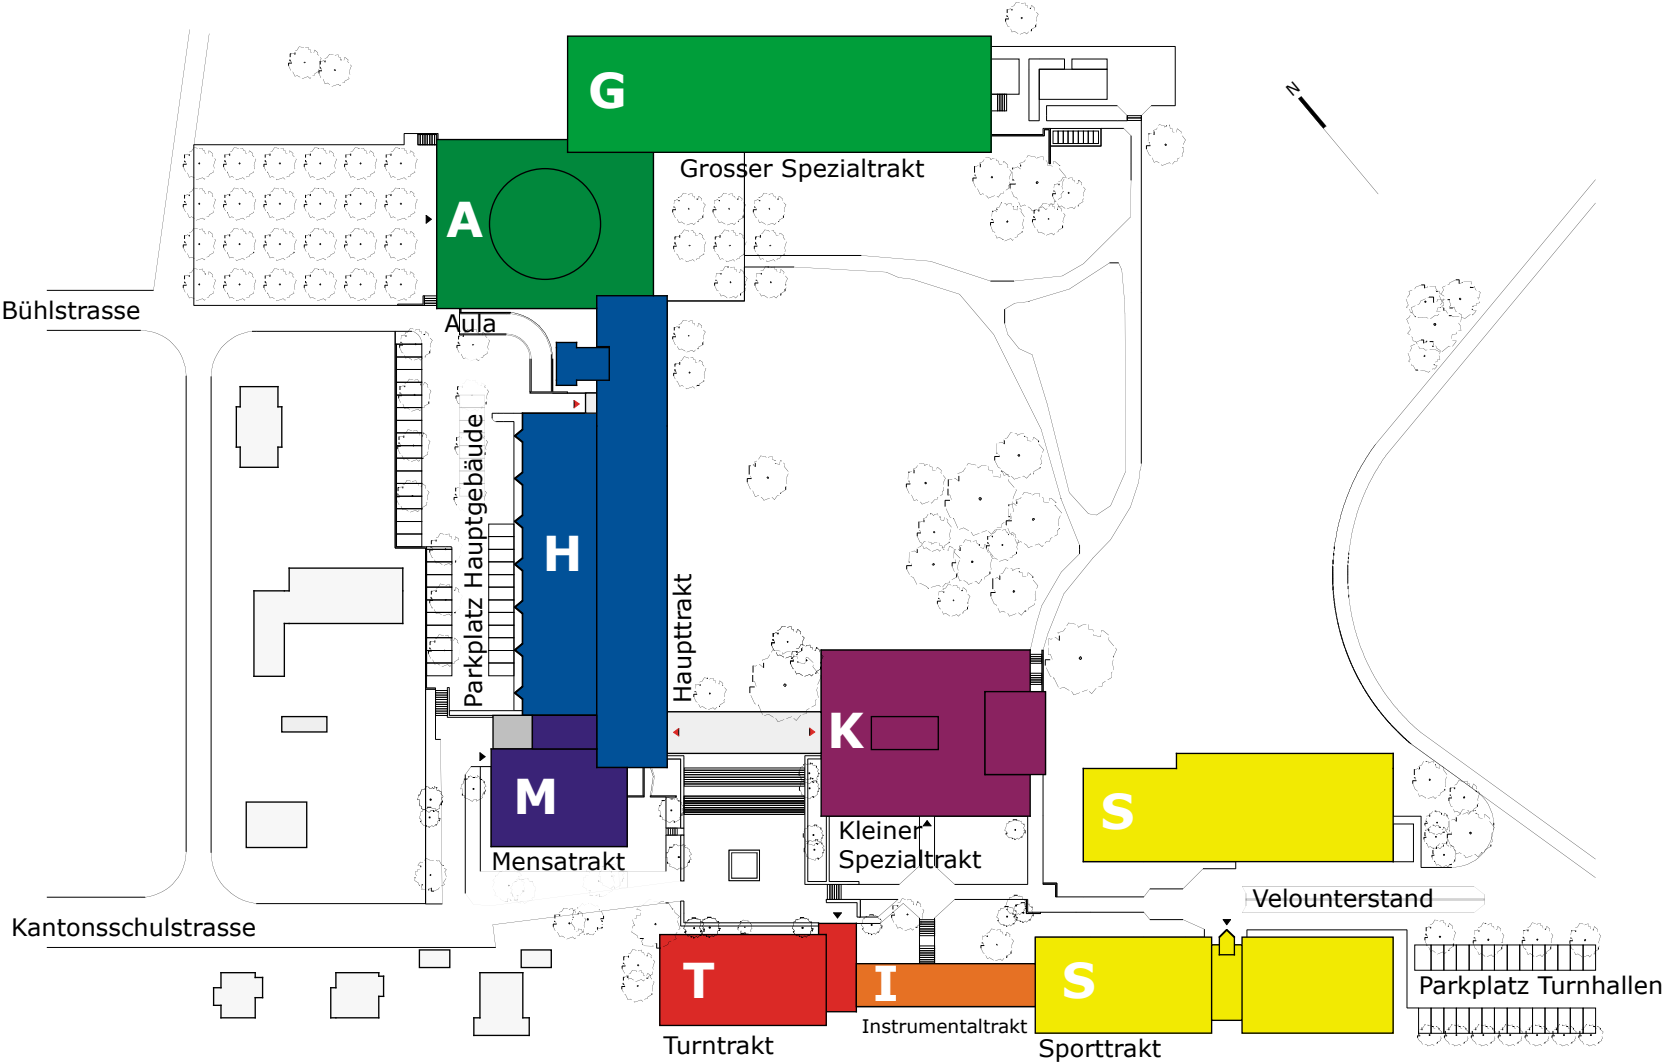 G
N
Grosser Spezialtrakt
A
Bühlstrasse
Aula
Parkplatz Hauptgebäude
H
Haupttrakt
K
M
S
Kleiner
Spezialtrakt
Mensatrakt
Velounterstand
Kantonsschulstrasse
T
I
S
Parkplatz Turnhallen
Instrumentaltrakt
Turntrakt
Sporttrakt